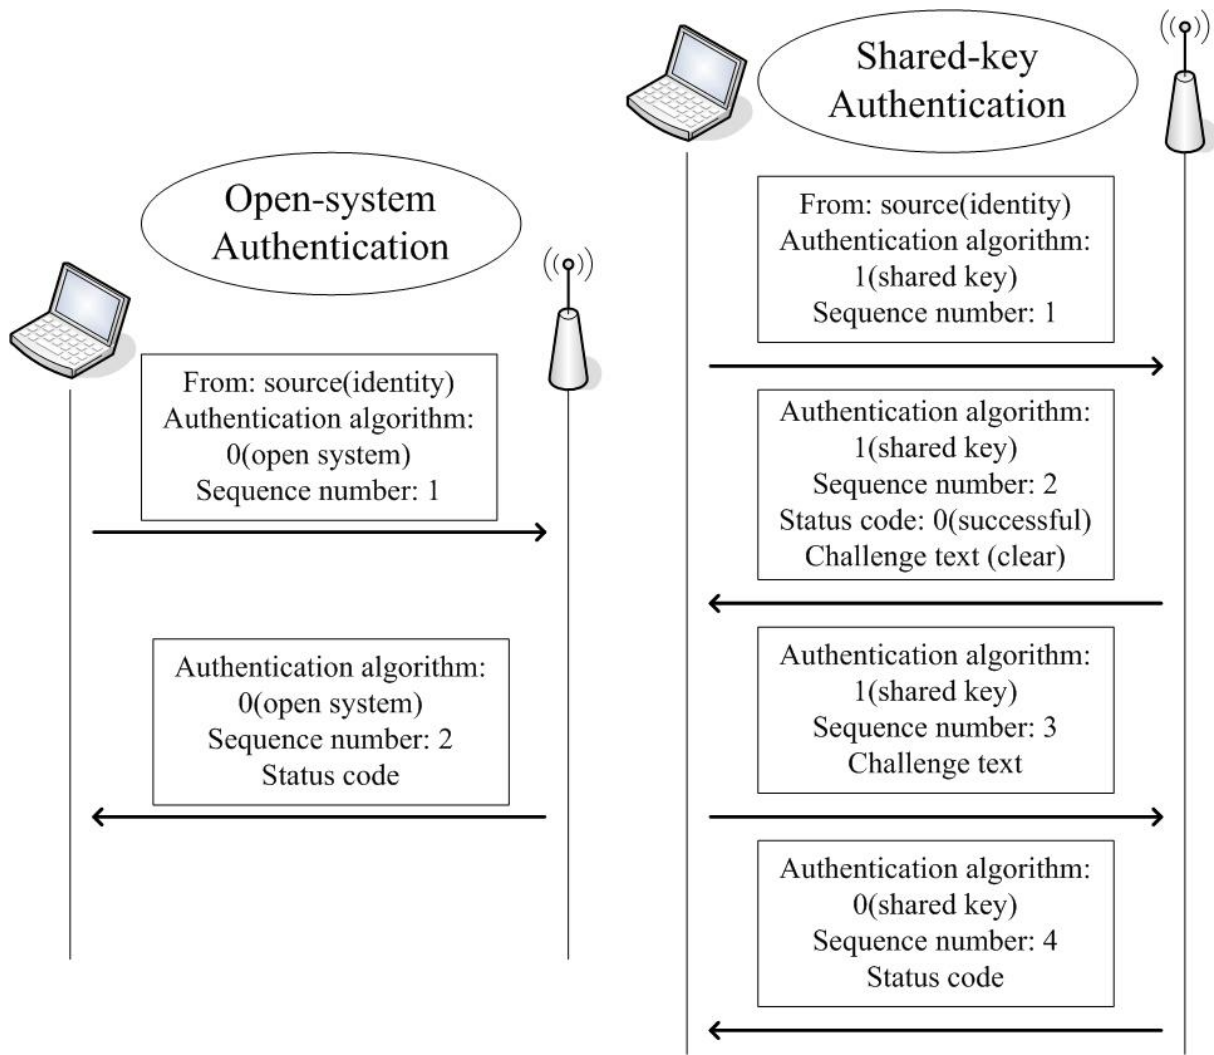 Open-system
Authentication
From: source(identity)
Authentication algorithm:
0(open system)
Sequence number: 1
Authentication algorithm:
0(open system)
Sequence number: 2
Status code
Shared-key
Authentication
From: source(identity)
Authentication algorithm:
1(shared key)
Sequence number: 1
Authentication algorithm:
1(shared key)
Sequence number: 2
Status code: 0(successful)
Challenge text (clear)
Authentication algorithm:
1(shared key)
Sequence number: 3
Challenge text
Authentication algorithm:
0(shared key)
Sequence number: 4
Status code